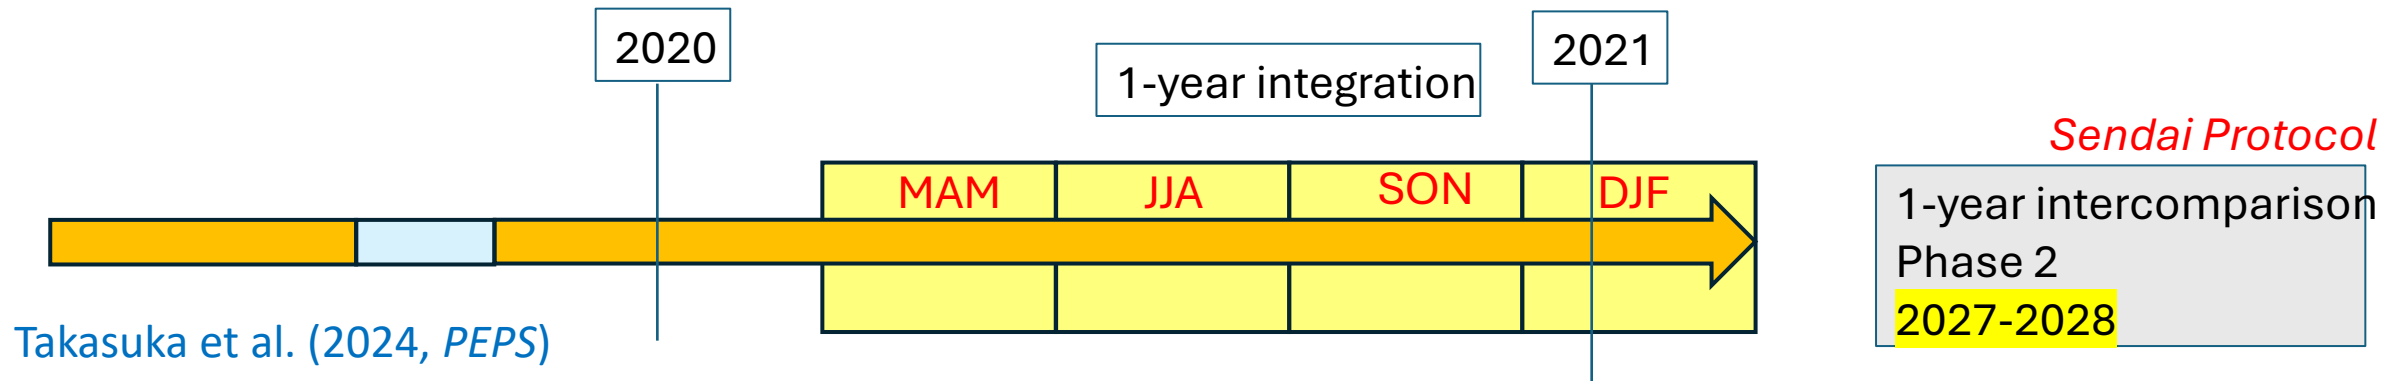 2020
1-year integration
2021
Sendai Protocol
MAM
JJA
SON
DJF
1-year intercomparison
Phase 2
2027-2028
Takasuka et al. (2024, PEPS)